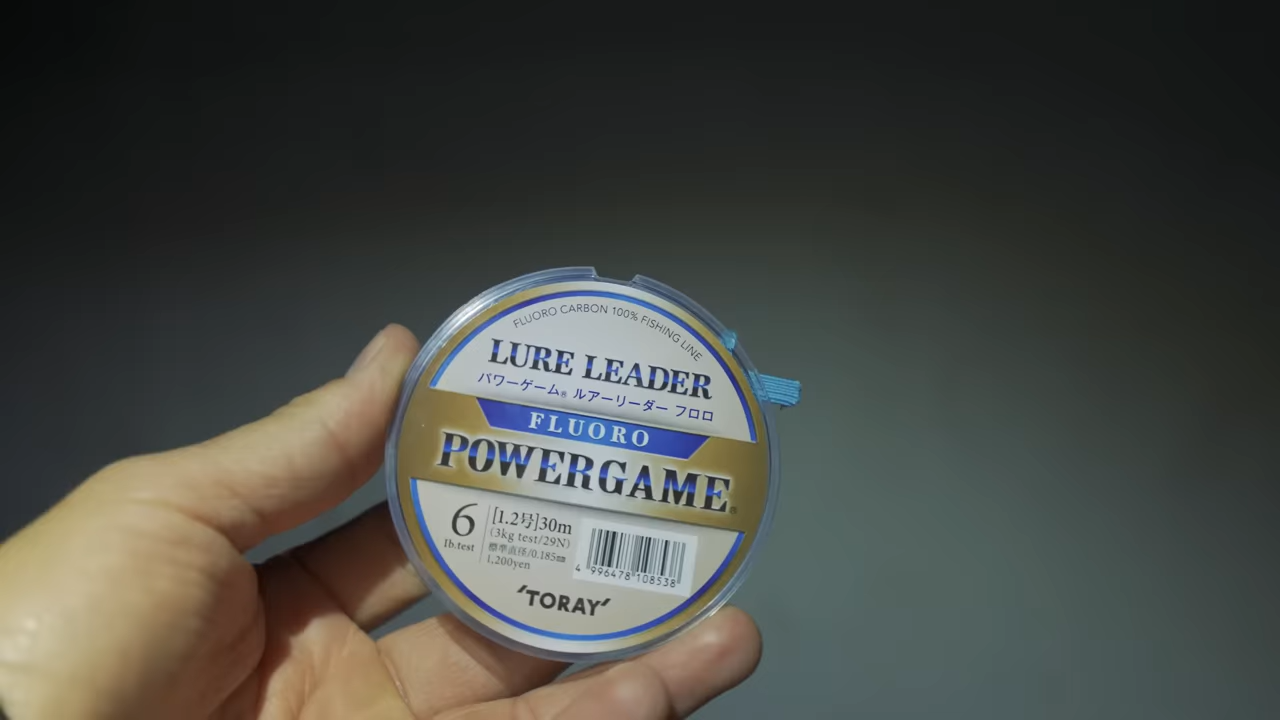 FLUORO CARBON 100% FISHING LINE
LURE LEADER
パワーゲーム® ルアーリーダー フロロ
FLUORO
POWERGAME®
6
lb.test
[1.2号]30m
(3kg test/29N)
標準直径/0.185mm
1,200yen
4 996478 108538
'TORAY'